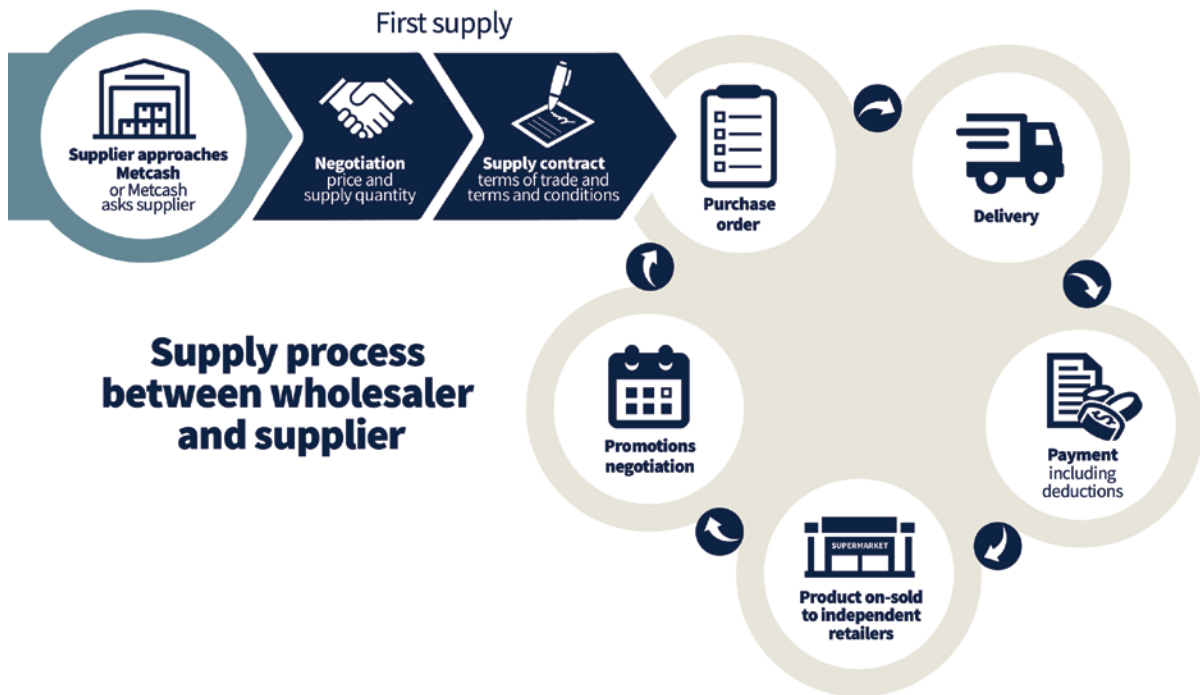 First supply
Supplier approaches
Metcash
or Metcash
asks supplier
Negotiation
price and
supply quantity
Supply contract
terms of trade and
terms and conditions
Purchase
order
Delivery
Payment
including
deductions
SUPERMARKET
Product on-sold
to independent
retailers
Promotions
negotiation
Supply process
between wholesaler
and supplier